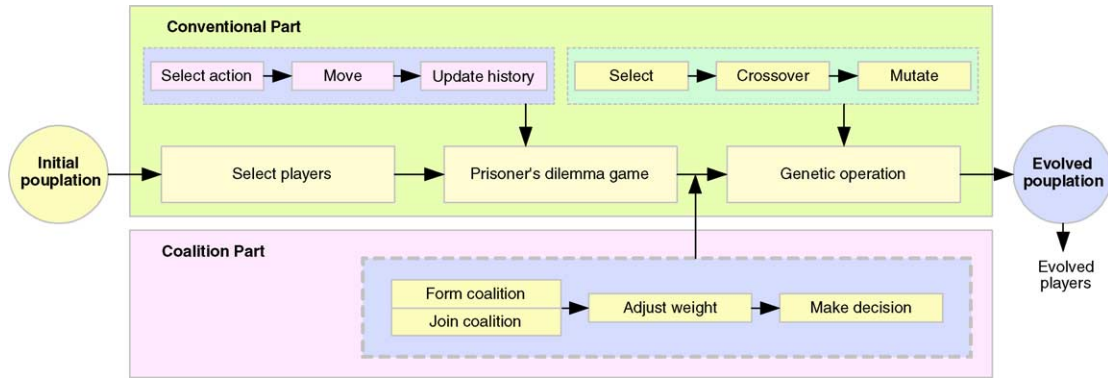 Conventional Part
Select action
Move
Update history
Select
Crossover
Mutate
Initial
pouplation
Select players
Prisoner's dilemma game
Genetic operation
Evolved
pouplation
Coalition Part
Form coalition
Join coalition
Adjust weight
Make decision
Evolved
players